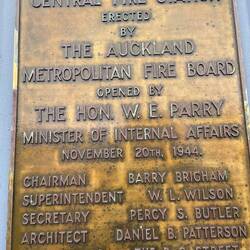 CENTRAL FIRE STATION
ERECTED
BY
THE AUCKLAND
METROPOLITAN FIRE BOARD
OPENED BY
THE HON. W. E. PARRY
MINISTER OF INTERNAL AFFAIRS
NOVEMBER 20TH, 1944.
CHAIRMAN BARRY BRIGHAM
SUPERINTENDENT W. L. WILSON
SECRETARY PERCY S. BUTLER
ARCHITECT DANIEL B. PATTERSON